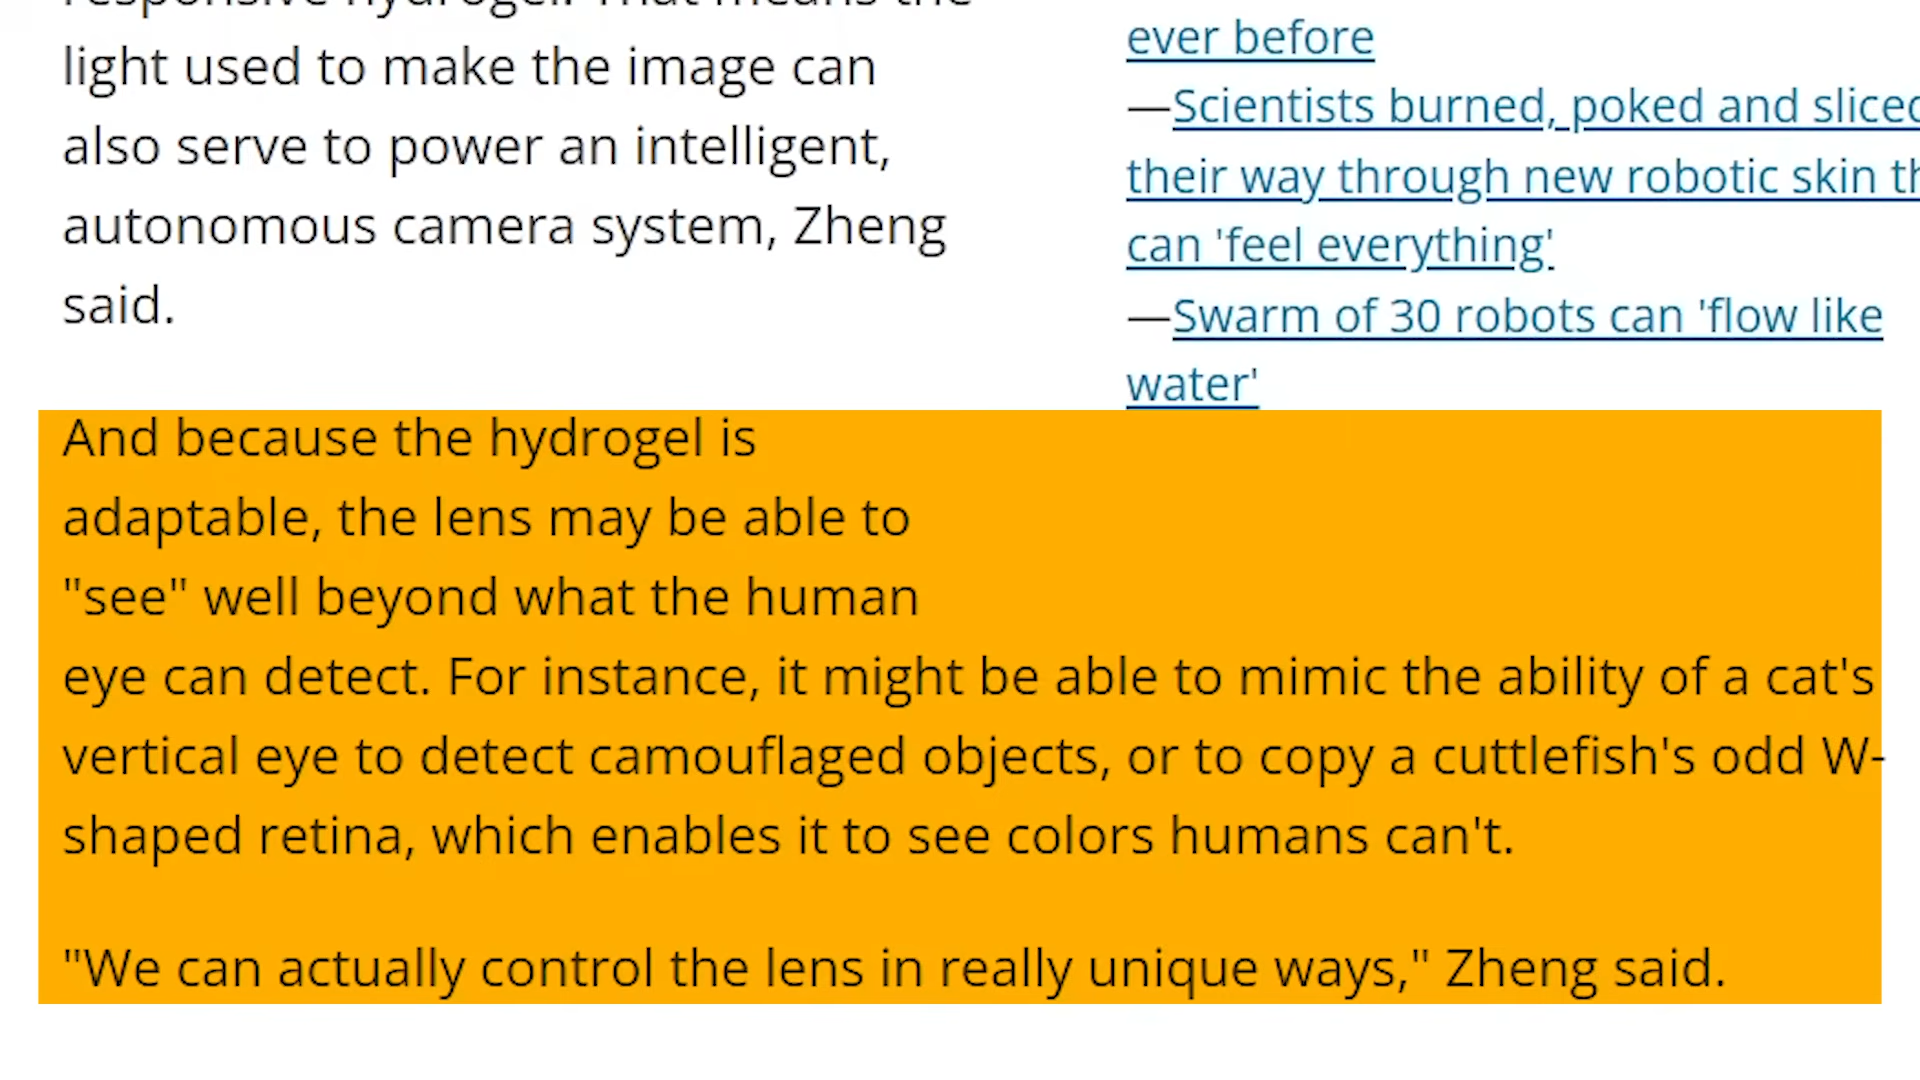 responsive hydrogel. That means the
light used to make the image can
also serve to power an intelligent,
autonomous camera system, Zheng
said.
ever before
—Scientists burned, poked and sliced
their way through new robotic skin th
can 'feel everything'
—Swarm of 30 robots can 'flow like
water'
And because the hydrogel is
adaptable, the lens may be able to
"see" well beyond what the human
eye can detect. For instance, it might be able to mimic the ability of a cat's
vertical eye to detect camouflaged objects, or to copy a cuttlefish's odd W-
shaped retina, which enables it to see colors humans can't.
"We can actually control the lens in really unique ways," Zheng said.